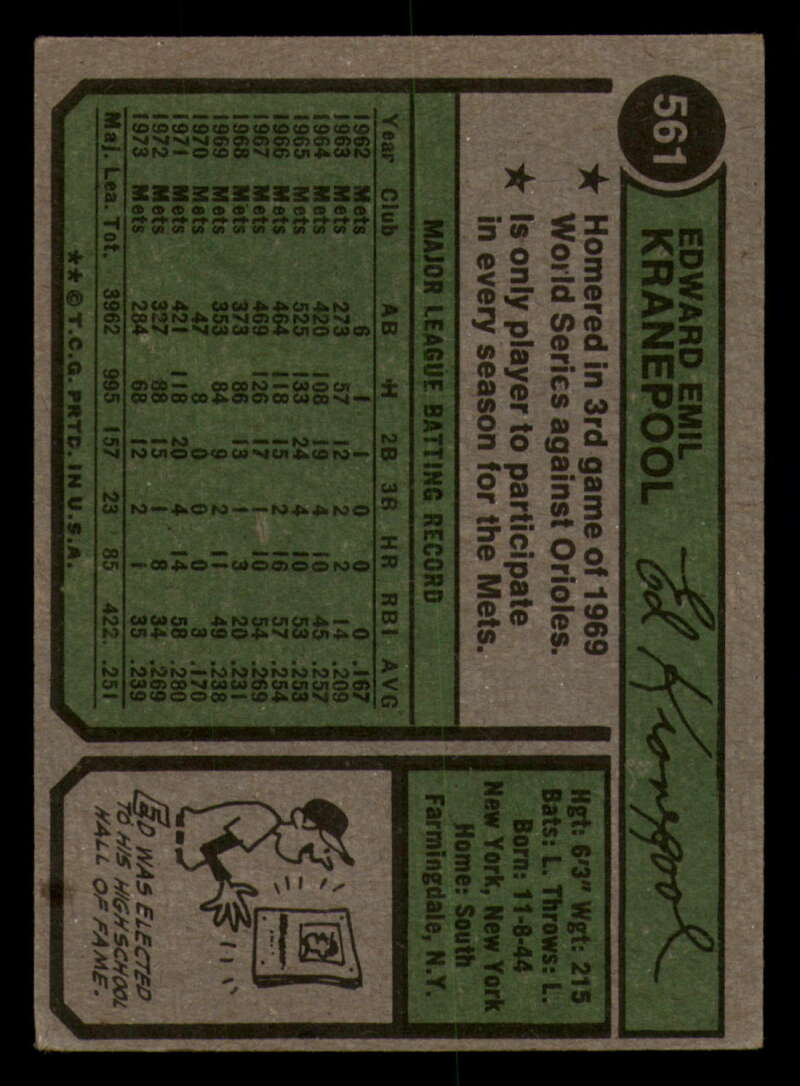 561
EDWARD EMIL
KRANEPOOL
Ed Kranepool
★ Homered in 3rd game of 1969
World Series against Orioles.
★ Is only player to participate
in every season for the Mets.
MAJOR LEAGUE BATTING RECORD
Year Club AB H 2B 3B HR RBI AVG
1962 Mets 6 1 1 0 0 0 .167
1963 Mets 273 57 12 2 2 14 .209
1964 Mets 420 108 19 4 10 45 .257
1965 Mets 525 133 24 4 10 53 .253
1966 Mets 464 118 15 2 16 57 .254
1967 Mets 469 126 17 1 10 54 .269
1968 Mets 373 86 13 1 3 20 .231
1969 Mets 353 84 9 2 11 49 .238
1970 Mets 47 8 0 0 0 3 .170
1971 Mets 421 118 20 4 14 58 .280
1972 Mets 327 88 15 1 8 34 .269
1973 Mets 284 68 12 2 1 35 .239
Maj. Lea. Tot. 3962 995 157 23 85 422 .251
**© T.C.G. PRTD. IN U.S.A.
Hgt: 6'3" Wgt: 215
Bats: L. Throws: L.
Born: 11-8-44
New York, New York
Home: South
Farmingdale, N.Y.
ED WAS ELECTED
TO HIS HIGH SCHOOL
HALL OF FAME.